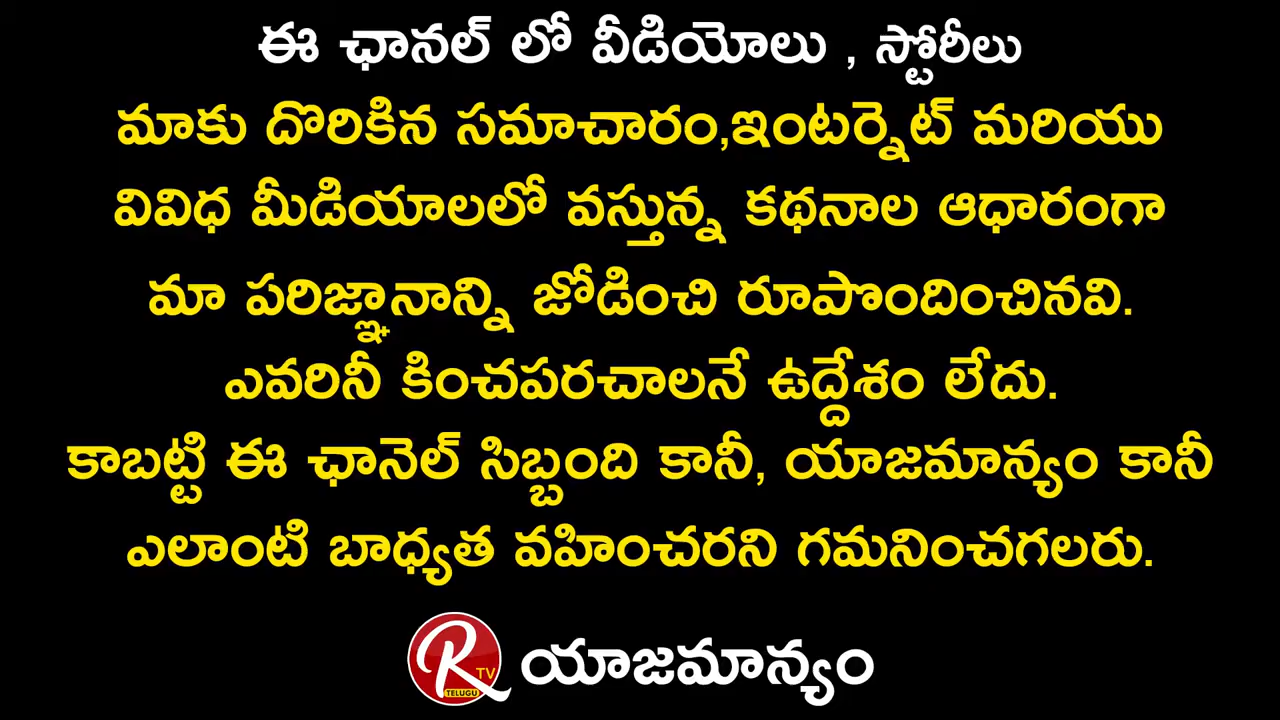 ఈ ఛానల్ లో వీడియోలు , స్టోరీలు
మాకు దొరికిన సమాచారం,ఇంటర్నెట్ మరియు
వివిధ మీడియాలలో వస్తున్న కథనాల ఆధారంగా
మా పరిజ్ఞానాన్ని జోడించి రూపొందించినవి.
ఎవరినీ కించపరచాలనే ఉద్దేశం లేదు.
కాబట్టి ఈ ఛానెల్ సిబ్బంది కానీ, యాజమాన్యం కానీ
ఎలాంటి బాధ్యత వహించరని గమనించగలరు.
R TV TELUGU యాజమాన్యం